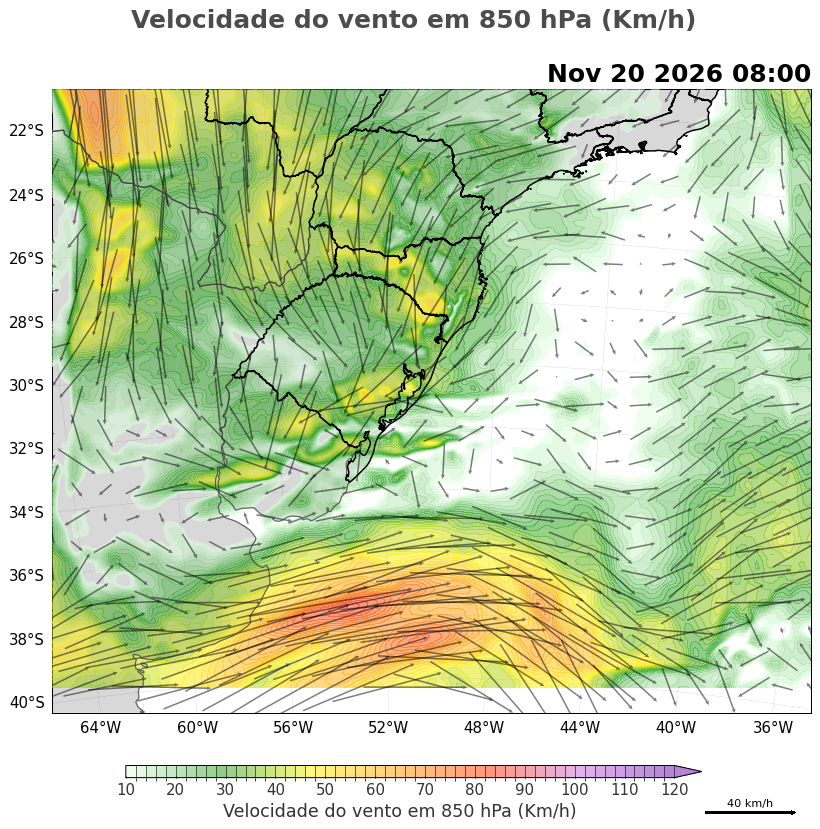 Velocidade do vento em 850 hPa (Km/h)
Nov 20 2026 08:00
22°S
24°S
26°S
28°S
30°S
32°S
34°S
36°S
38°S
40°S
64°W 60°W 56°W 52°W 48°W 44°W 40°W 36°W
10 20 30 40 50 60 70 80 90 100 110 120
Velocidade do vento em 850 hPa (Km/h)
40 km/h